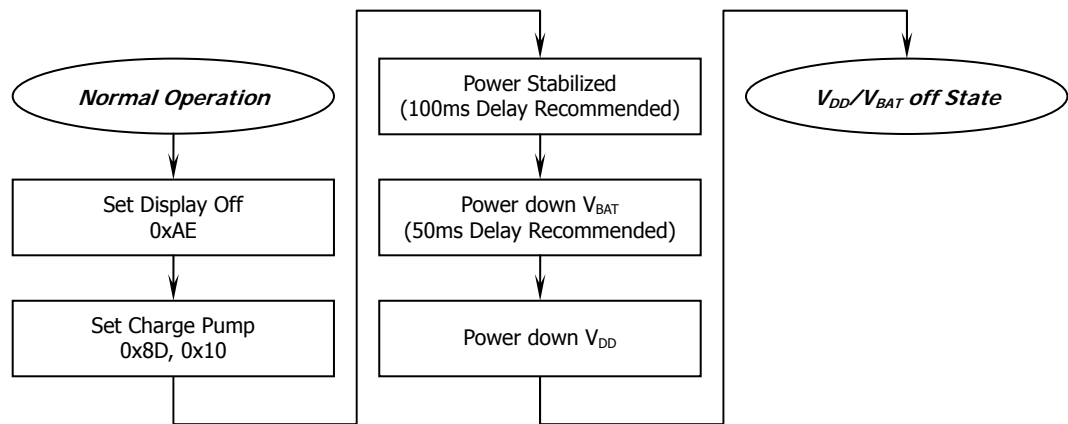 Normal Operation
Set Display Off
0xAE
Set Charge Pump
0x8D, 0x10
Power Stabilized
(100ms Delay Recommended)
Power down VBAT
(50ms Delay Recommended)
Power down VDD
VDD/VBAT off State